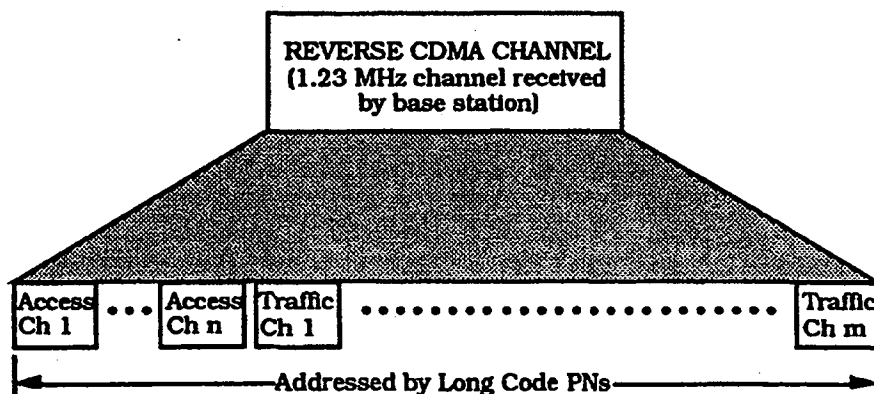 REVERSE CDMA CHANNEL
(1.23 MHz channel received
by base station)
Access
Ch 1
Access
Ch n
Traffic
Ch 1
Traffic
Ch m
Addressed by Long Code PNs